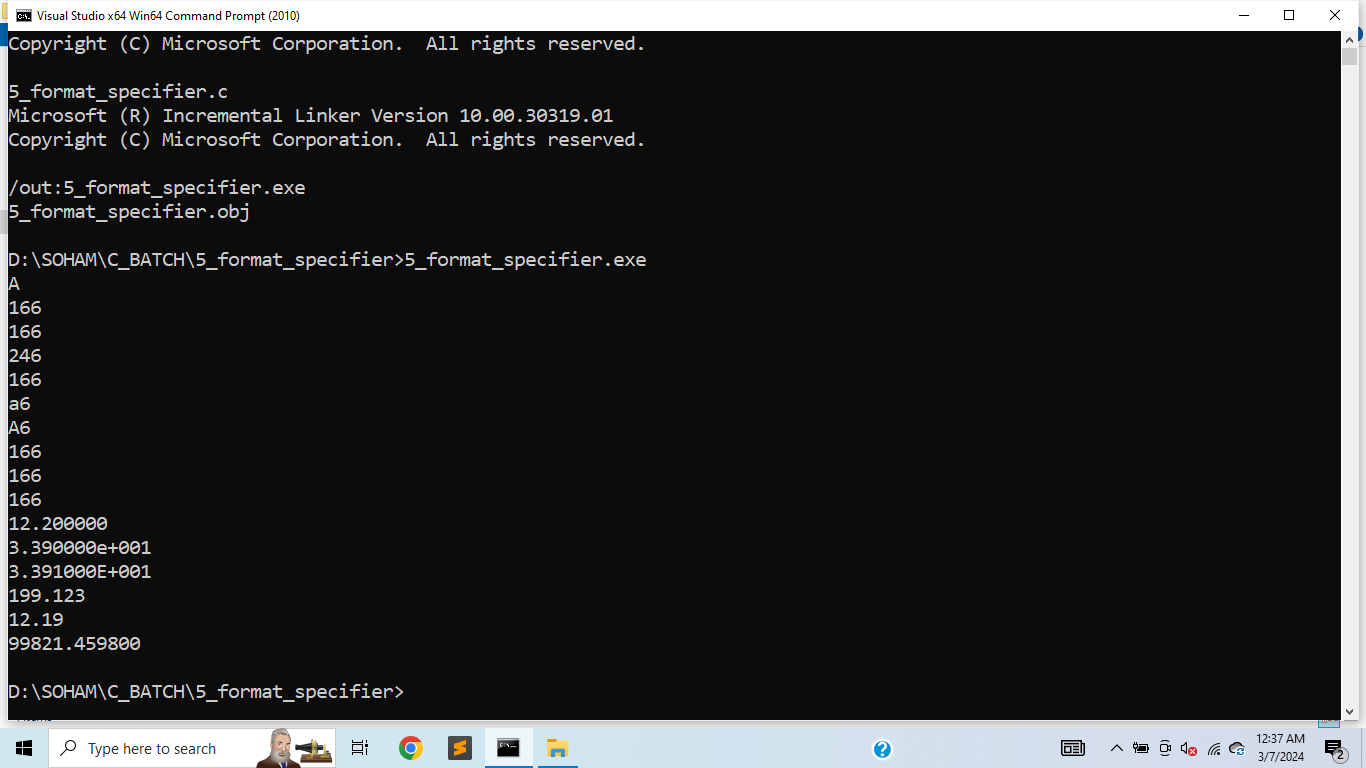 Visual Studio x64 Win64 Command Prompt (2010)
Copyright (C) Microsoft Corporation.  All rights reserved.
5_format_specifier.c
Microsoft (R) Incremental Linker Version 10.00.30319.01
Copyright (C) Microsoft Corporation.  All rights reserved.
/out:5_format_specifier.exe
5_format_specifier.obj
D:\SOHAM\C_BATCH\5_format_specifier>5_format_specifier.exe
A
166
166
246
166
a6
A6
166
166
166
12.200000
3.390000e+001
3.391000E+001
199.123
12.19
99821.459800
D:\SOHAM\C_BATCH\5_format_specifier>
Type here to search
12:37 AM
3/7/2024
2